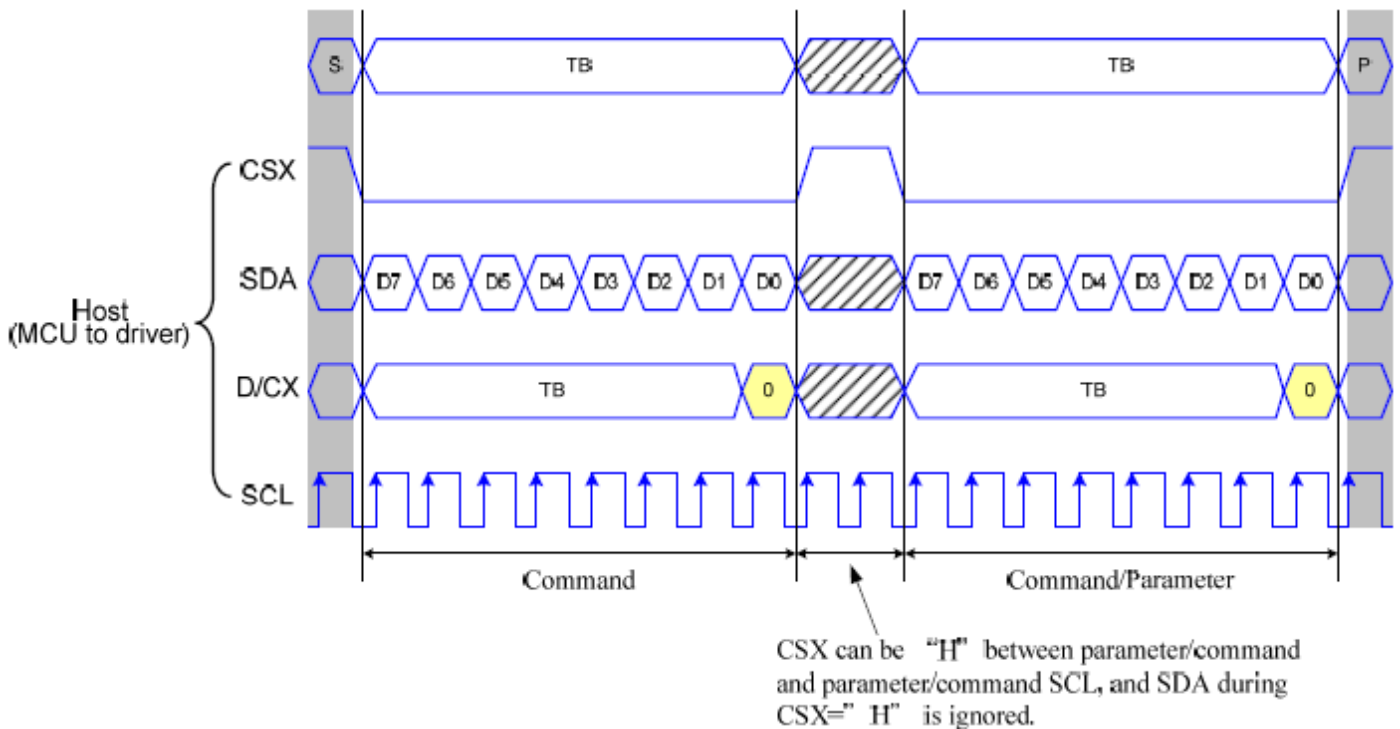 S TB TB P
CSX
SDA D7 D6 D5 D4 D3 D2 D1 D0 D7 D6 D5 D4 D3 D2 D1 D0
Host
(MCU to driver)
D/CX TB 0 TB 0
SCL
Command Command/Parameter
CSX can be “H” between parameter/command
and parameter/command SCL, and SDA during
CSX=” H” is ignored.